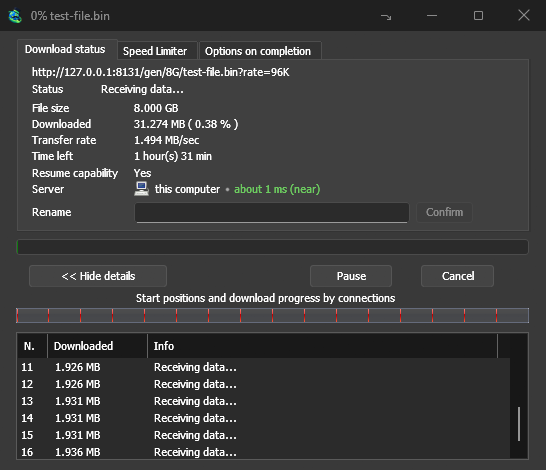 0% test-file.bin
Download status Speed Limiter Options on completion
http://127.0.0.1:8131/gen/8G/test-file.bin?rate=96K
Status Receiving data...
File size 8.000 GB
Downloaded 31.274 MB ( 0.38 % )
Transfer rate 1.494 MB/sec
Time left 1 hour(s) 31 min
Resume capability Yes
Server this computer • about 1 ms (near)
Rename Confirm
<< Hide details Pause Cancel
Start positions and download progress by connections
N. Downloaded Info
11 1.926 MB Receiving data...
12 1.926 MB Receiving data...
13 1.931 MB Receiving data...
14 1.931 MB Receiving data...
15 1.931 MB Receiving data...
16 1.936 MB Receiving data...